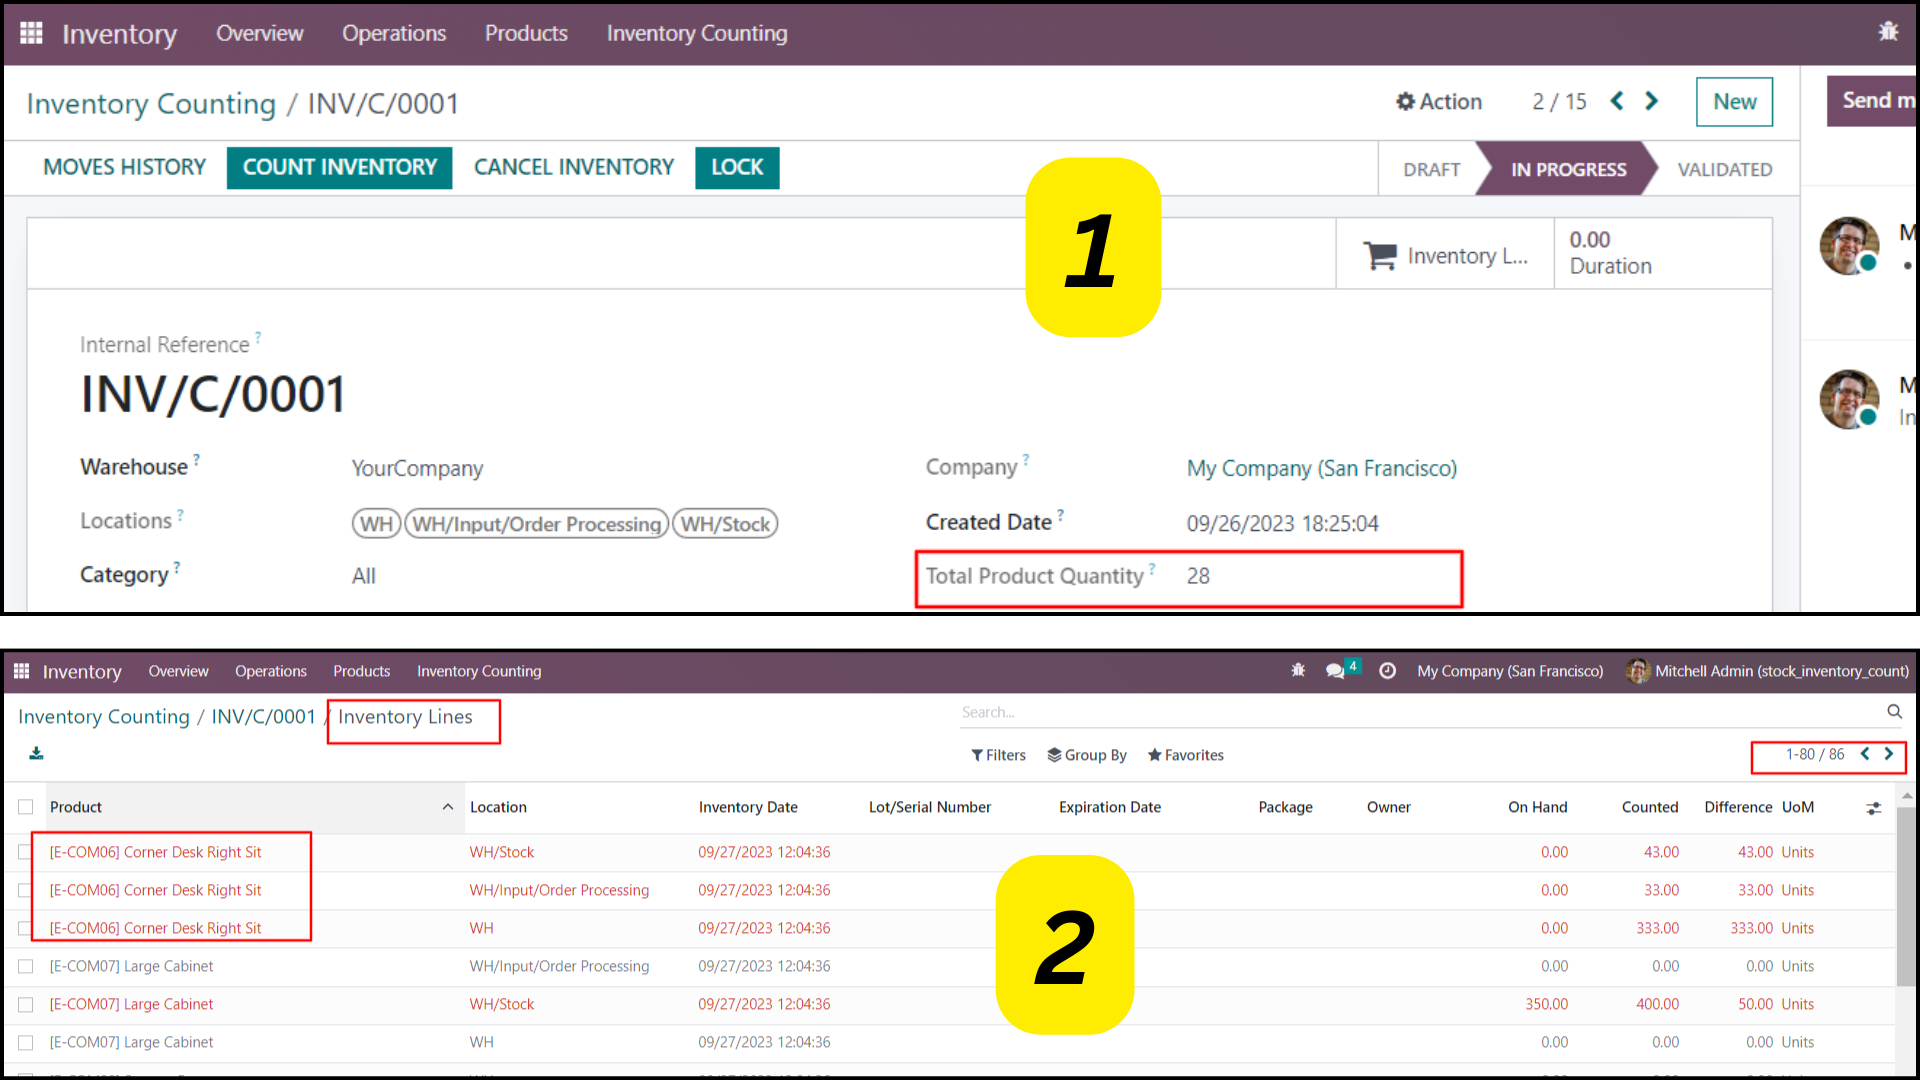 Inventory Overview Operations Products Inventory Counting
Inventory Counting / INV/C/0001 Action 2 / 15 New Send m
MOVES HISTORY COUNT INVENTORY CANCEL INVENTORY LOCK DRAFT IN PROGRESS VALIDATED
1
Inventory L... 0.00 Duration
M
Internal Reference ?
INV/C/0001
M
In
Warehouse ? YourCompany Company ? My Company (San Francisco)
Locations ? WH WH/Input/Order Processing WH/Stock Created Date ? 09/26/2023 18:25:04
Category ? All Total Product Quantity ? 28
Inventory Overview Operations Products Inventory Counting 4 My Company (San Francisco) Mitchell Admin (stock_inventory_count)
Inventory Counting / INV/C/0001 / Inventory Lines Search...
Filters Group By Favorites 1-80 / 86
Product Location Inventory Date Lot/Serial Number Expiration Date Package Owner On Hand Counted Difference UoM
[E-COM06] Corner Desk Right Sit WH/Stock 09/27/2023 12:04:36 0.00 43.00 43.00 Units
[E-COM06] Corner Desk Right Sit WH/Input/Order Processing 09/27/2023 12:04:36 0.00 33.00 33.00 Units
[E-COM06] Corner Desk Right Sit WH 09/27/2023 12:04:36 0.00 333.00 333.00 Units
2
[E-COM07] Large Cabinet WH/Input/Order Processing 09/27/2023 12:04:36 0.00 0.00 0.00 Units
[E-COM07] Large Cabinet WH/Stock 09/27/2023 12:04:36 350.00 400.00 50.00 Units
[E-COM07] Large Cabinet WH 09/27/2023 12:04:36 0.00 0.00 0.00 Units